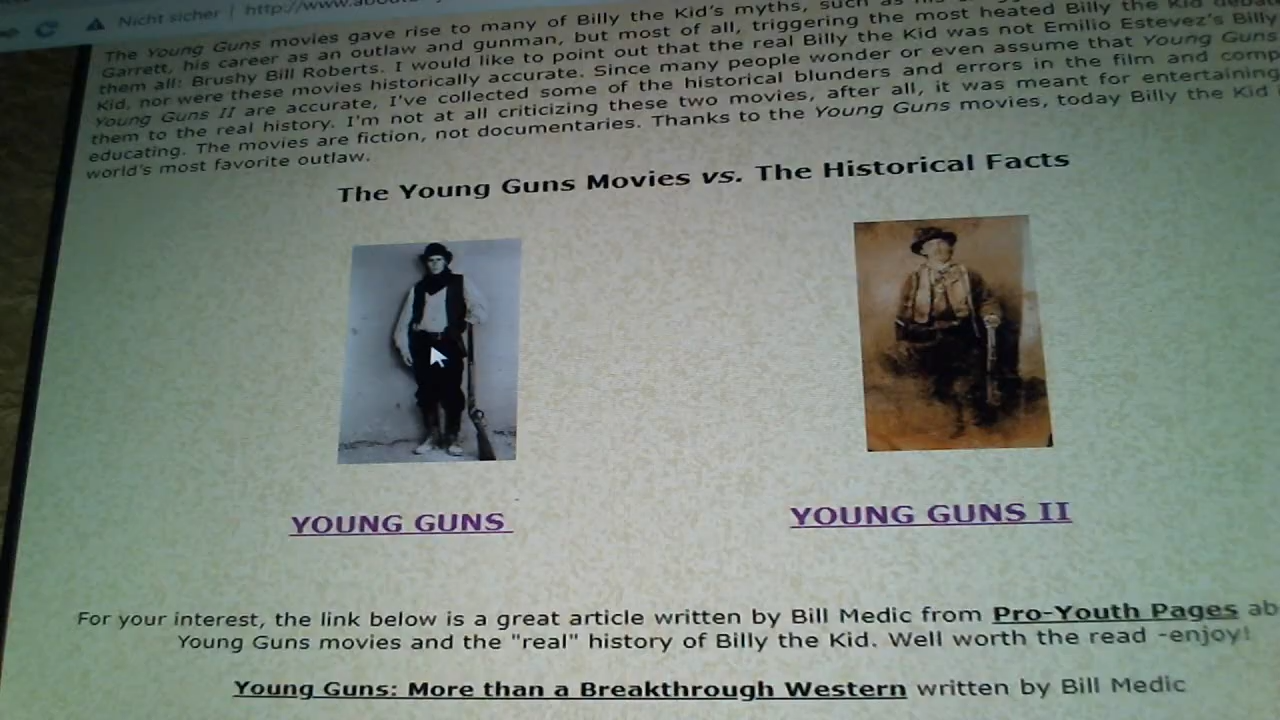 Nicht sicher | http://www.
The Young Guns movies gave rise to many of Billy the Kid's myths, such as his
Garrett, his career as an outlaw and gunman, but most of all, triggering the most heated Billy the Kid
them all: Brushy Bill Roberts. I would like to point out that the real Billy the Kid was not Emilio Estevez's Billy
Kid, nor were these movies historically accurate. Since many people wonder or even assume that Young Guns
Young Guns II are accurate, I've collected some of the historical blunders and errors in the film and comp
them to the real history. I'm not at all criticizing these two movies, after all, it was meant for entertaining
educating. The movies are fiction, not documentaries. Thanks to the Young Guns movies, today Billy the Kid
world's most favorite outlaw.
The Young Guns Movies vs. The Historical Facts
YOUNG GUNS
YOUNG GUNS II
For your interest, the link below is a great article written by Bill Medic from Pro-Youth Pages ab
Young Guns movies and the "real" history of Billy the Kid. Well worth the read -enjoy!
Young Guns: More than a Breakthrough Western written by Bill Medic